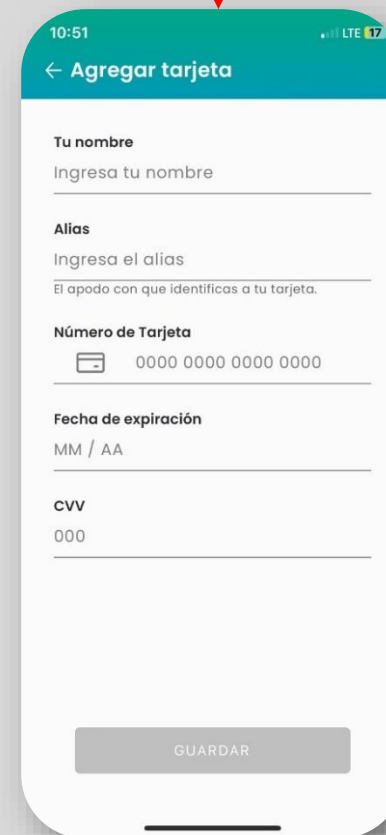 10:51 LTE 17
← Agregar tarjeta
Tu nombre
Ingresa tu nombre
Alias
Ingresa el alias
El apodo con que identificas a tu tarjeta.
Número de Tarjeta
0000 0000 0000 0000
Fecha de expiración
MM / AA
CVV
000
GUARDAR